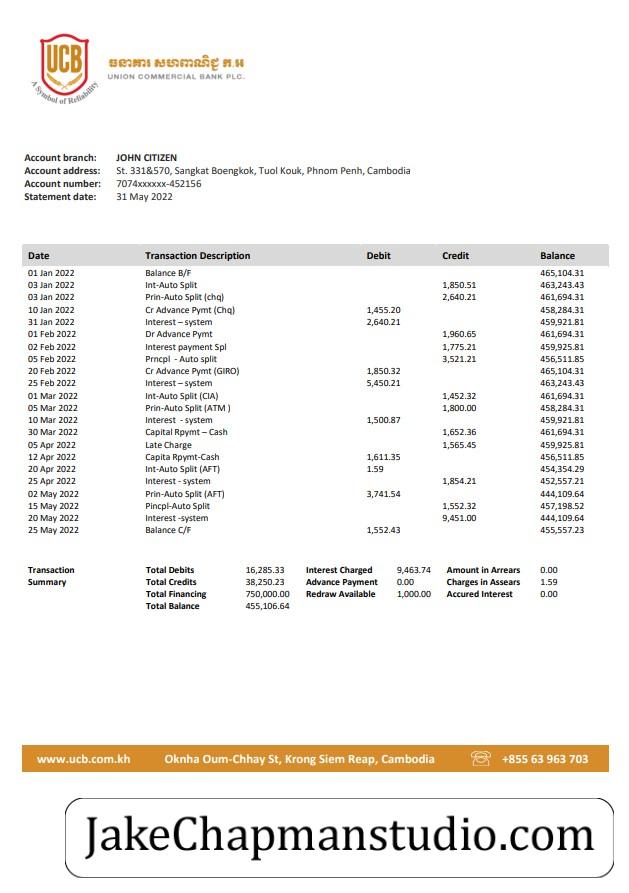 UCB
A Symbol of Reliability
ធនាគារ សហពាណិជ្ជ ភ.អ
UNION COMMERCIAL BANK PLC.
Account branch: JOHN CITIZEN
Account address: St. 331&570, Sangkat Boengkok, Tuol Kouk, Phnom Penh, Cambodia
Account number: 7074xxxxxx-452156
Statement date: 31 May 2022
Date Transaction Description Debit Credit Balance
01 Jan 2022 Balance B/F 465,104.31
03 Jan 2022 Int-Auto Split 1,850.51 463,243.43
03 Jan 2022 Prin-Auto Split (chq) 2,640.21 461,694.31
10 Jan 2022 Cr Advance Pymt (Chq) 1,455.20 458,284.31
31 Jan 2022 Interest – system 2,640.21 459,921.81
01 Feb 2022 Dr Advance Pymt 1,960.65 461,694.31
02 Feb 2022 Interest payment Spl 1,775.21 459,925.81
05 Feb 2022 Prncpl - Auto split 3,521.21 456,511.85
20 Feb 2022 Cr Advance Pymt (GIRO) 1,850.32 465,104.31
25 Feb 2022 Interest – system 5,450.21 463,243.43
01 Mar 2022 Int-Auto Split (CIA) 1,452.32 461,694.31
05 Mar 2022 Prin-Auto Split (ATM ) 1,800.00 458,284.31
10 Mar 2022 Interest - system 1,500.87 459,921.81
30 Mar 2022 Capital Rpymt – Cash 1,652.36 461,694.31
05 Apr 2022 Late Charge 1,565.45 459,925.81
12 Apr 2022 Capita Rpymt-Cash 1,611.35 456,511.85
20 Apr 2022 Int-Auto Split (AFT) 1.59 454,354.29
25 Apr 2022 Interest - system 1,854.21 452,557.21
02 May 2022 Prin-Auto Split (AFT) 3,741.54 444,109.64
15 May 2022 Pincpl-Auto Split 1,552.32 457,198.52
20 May 2022 Interest -system 9,451.00 444,109.64
25 May 2022 Balance C/F 1,552.43 455,557.23
Transaction Total Debits 16,285.33 Interest Charged 9,463.74 Amount in Arrears 0.00
Summary Total Credits 38,250.23 Advance Payment 0.00 Charges in Assears 1.59
Total Financing 750,000.00 Redraw Available 1,000.00 Accured Interest 0.00
Total Balance 455,106.64
www.ucb.com.kh Oknha Oum-Chhay St, Krong Siem Reap, Cambodia +855 63 963 703
JakeChapmanstudio.com